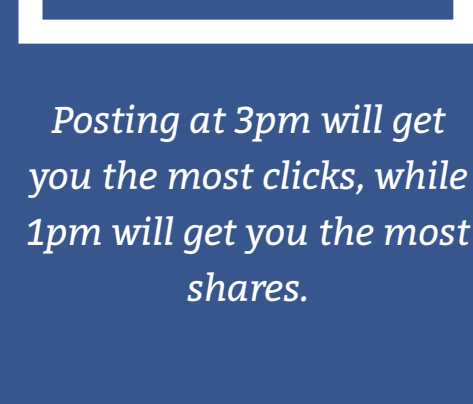 Posting at 3pm will get
you the most clicks, while
1pm will get you the most
shares.